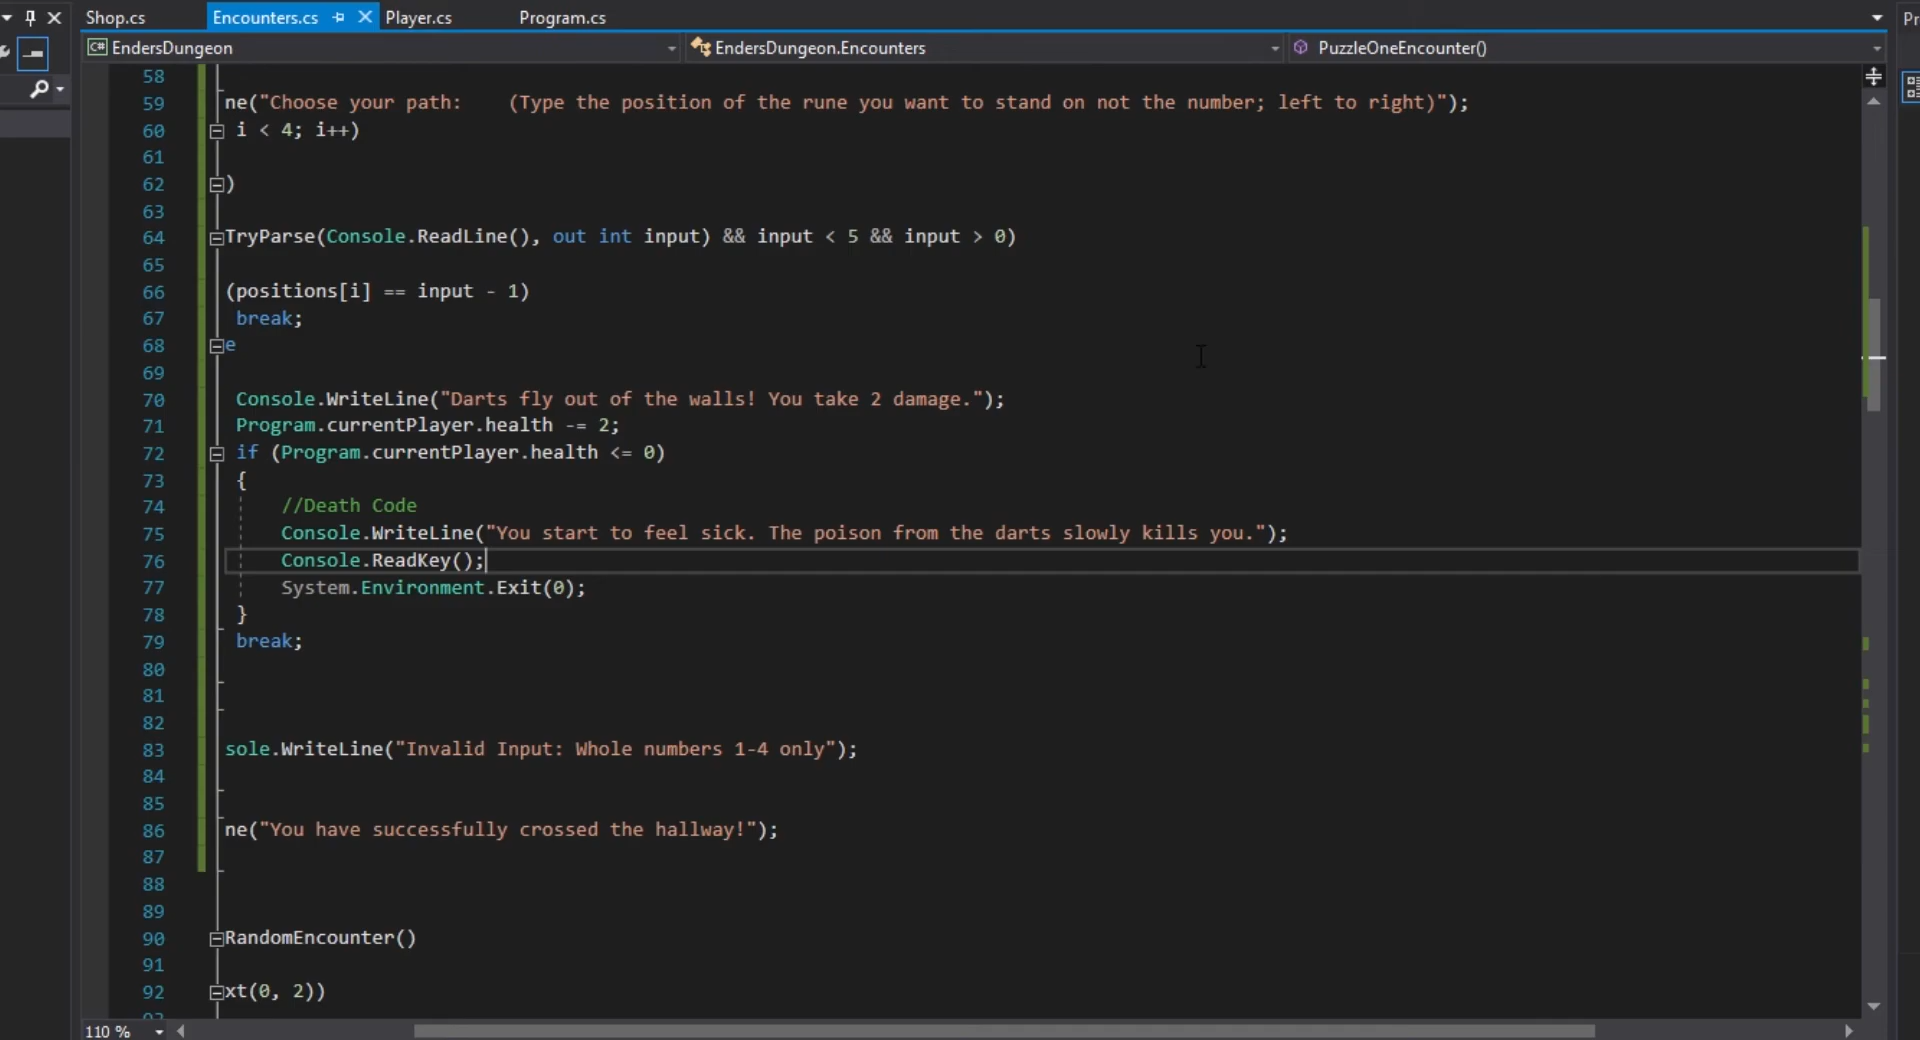 Shop.cs Encounters.cs Player.cs Program.cs Pr
C# EndersDungeon EndersDungeon.Encounters PuzzleOneEncounter()
58
59 ne("Choose your path:    (Type the position of the rune you want to stand on not the number; left to right)");
60 i < 4; i++)
61
62 )
63
64 TryParse(Console.ReadLine(), out int input) && input < 5 && input > 0)
65
66 (positions[i] == input - 1)
67 break;
68 e
69
70 Console.WriteLine("Darts fly out of the walls! You take 2 damage.");
71 Program.currentPlayer.health -= 2;
72 if (Program.currentPlayer.health <= 0)
73 {
74 //Death Code
75 Console.WriteLine("You start to feel sick. The poison from the darts slowly kills you.");
76 Console.ReadKey();
77 System.Environment.Exit(0);
78 }
79 break;
80
81
82
83 sole.WriteLine("Invalid Input: Whole numbers 1-4 only");
84
85
86 ne("You have successfully crossed the hallway!");
87
88
89
90 RandomEncounter()
91
92 xt(0, 2))
110 %